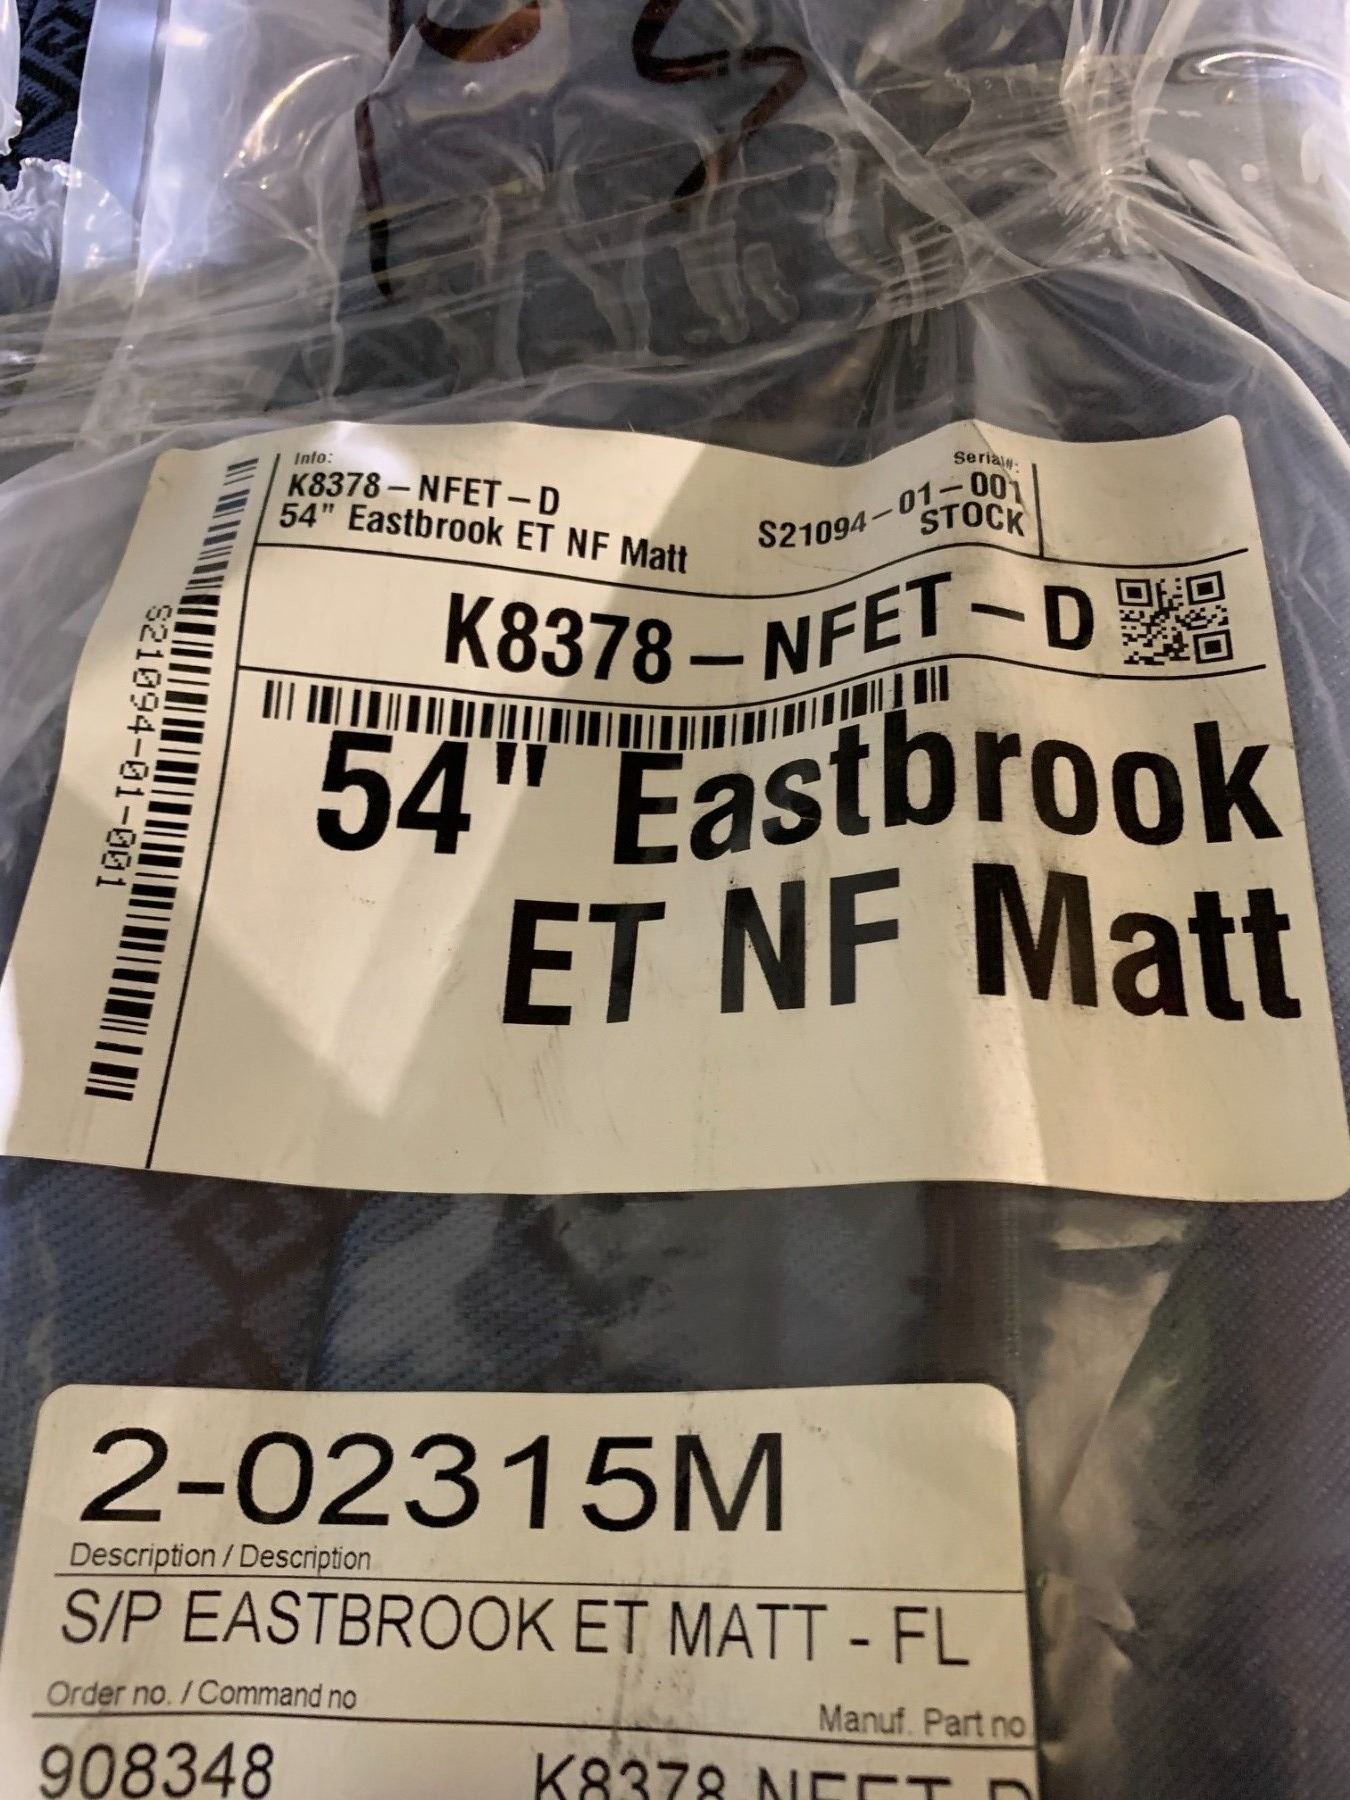 Info:
K8378-NFET-D
54" Eastbrook ET NF Matt
Serial#:
S21094-01-001
STOCK
K8378-NFET-D
S21094-01-001
54" Eastbrook
ET NF Matt
2-02315M
Description / Description
S/P EASTBROOK ET MATT - FL
Order no. / Command no
Manuf. Part no
908348
K8378-NFET-D